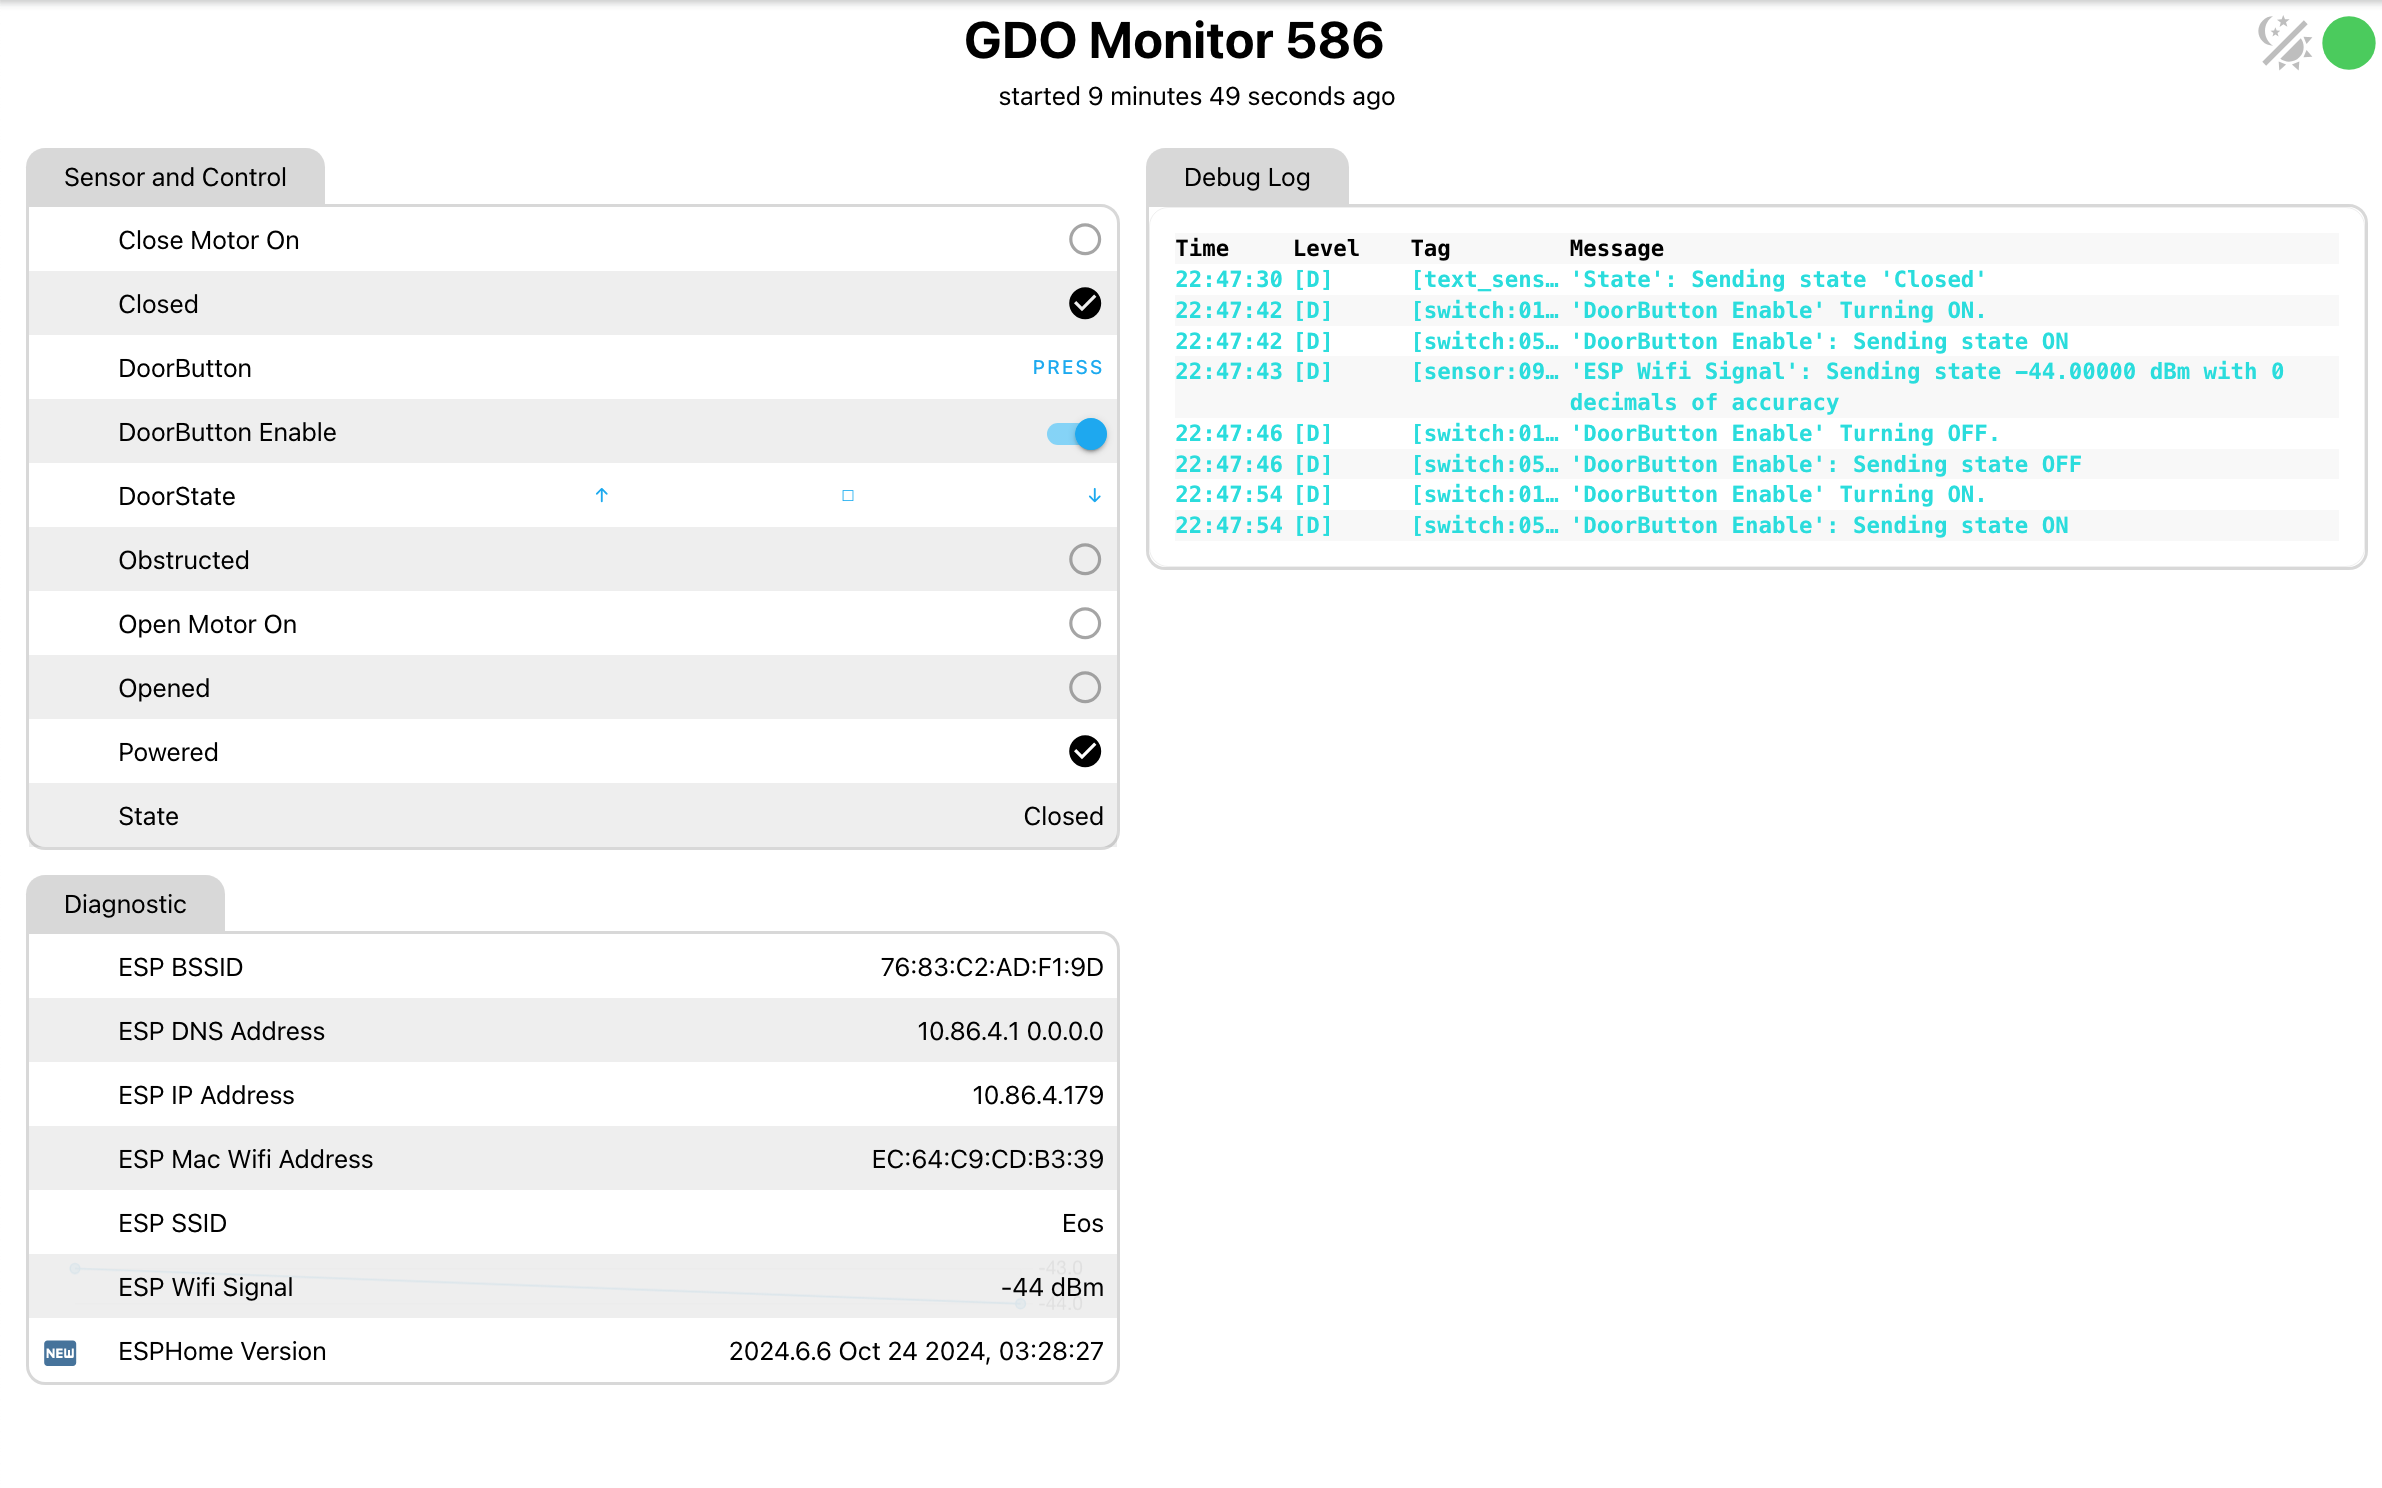 GDO Monitor 586
started 9 minutes 49 seconds ago
Sensor and Control
Close Motor On
Closed
DoorButton PRESS
DoorButton Enable
DoorState ↑ □ ↓
Obstructed
Open Motor On
Opened
Powered
State Closed
Diagnostic
ESP BSSID 76:83:C2:AD:F1:9D
ESP DNS Address 10.86.4.1 0.0.0.0
ESP IP Address 10.86.4.179
ESP Mac Wifi Address EC:64:C9:CD:B3:39
ESP SSID Eos
-43.0
ESP Wifi Signal -44 dBm
-44.0
NEW ESPHome Version 2024.6.6 Oct 24 2024, 03:28:27
Debug Log
Time Level Tag Message
22:47:30 [D] [text_sens… 'State': Sending state 'Closed'
22:47:42 [D] [switch:01… 'DoorButton Enable' Turning ON.
22:47:42 [D] [switch:05… 'DoorButton Enable': Sending state ON
22:47:43 [D] [sensor:09… 'ESP Wifi Signal': Sending state -44.00000 dBm with 0
decimals of accuracy
22:47:46 [D] [switch:01… 'DoorButton Enable' Turning OFF.
22:47:46 [D] [switch:05… 'DoorButton Enable': Sending state OFF
22:47:54 [D] [switch:01… 'DoorButton Enable' Turning ON.
22:47:54 [D] [switch:05… 'DoorButton Enable': Sending state ON